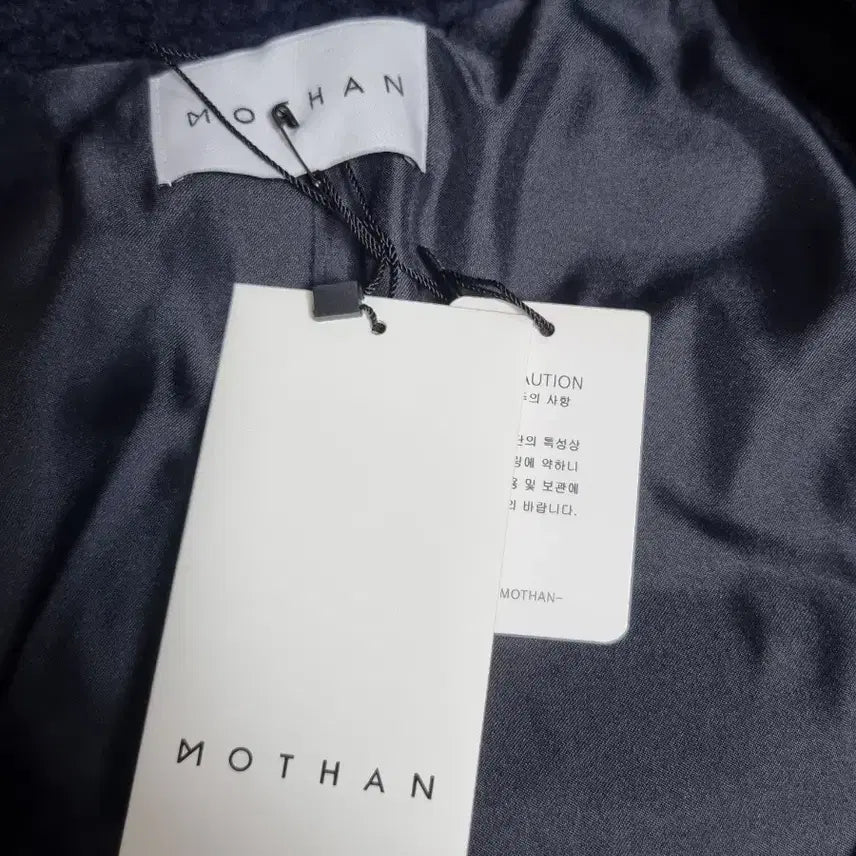 MOTHAN
AUTION
의 사항
의 특성상
에 약하니
용 및 보관에
바랍니다.
MOTHAN-
MOTHAN